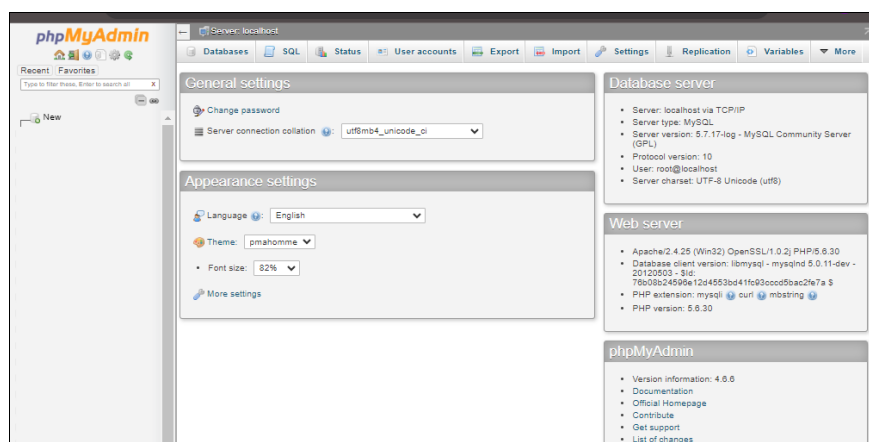 phpMyAdmin
Recent Favorites
Type to filter these, Enter to search all X
New
Server: localhost
Databases SQL Status User accounts Export Import Settings Replication Variables More
General settings
Change password
Server connection collation : utf8mb4_unicode_ci
Appearance settings
Language : English
Theme: pmahomme
Font size: 82%
More settings
Database server
Server: localhost via TCP/IP
Server type: MySQL
Server version: 5.7.17-log - MySQL Community Server
(GPL)
Protocol version: 10
User: root@localhost
Server charset: UTF-8 Unicode (utf8)
Web server
Apache/2.4.25 (Win32) OpenSSL/1.0.2j PHP/5.6.30
Database client version: libmysql - mysqlnd 5.0.11-dev -
20120503 - $Id:
76b08b24596e12d4553bd41fc93cccd5bac2fe7a $
PHP extension: mysqli curl mbstring
PHP version: 5.6.30
phpMyAdmin
Version information: 4.6.6
Documentation
Official Homepage
Contribute
Get support
List of changes